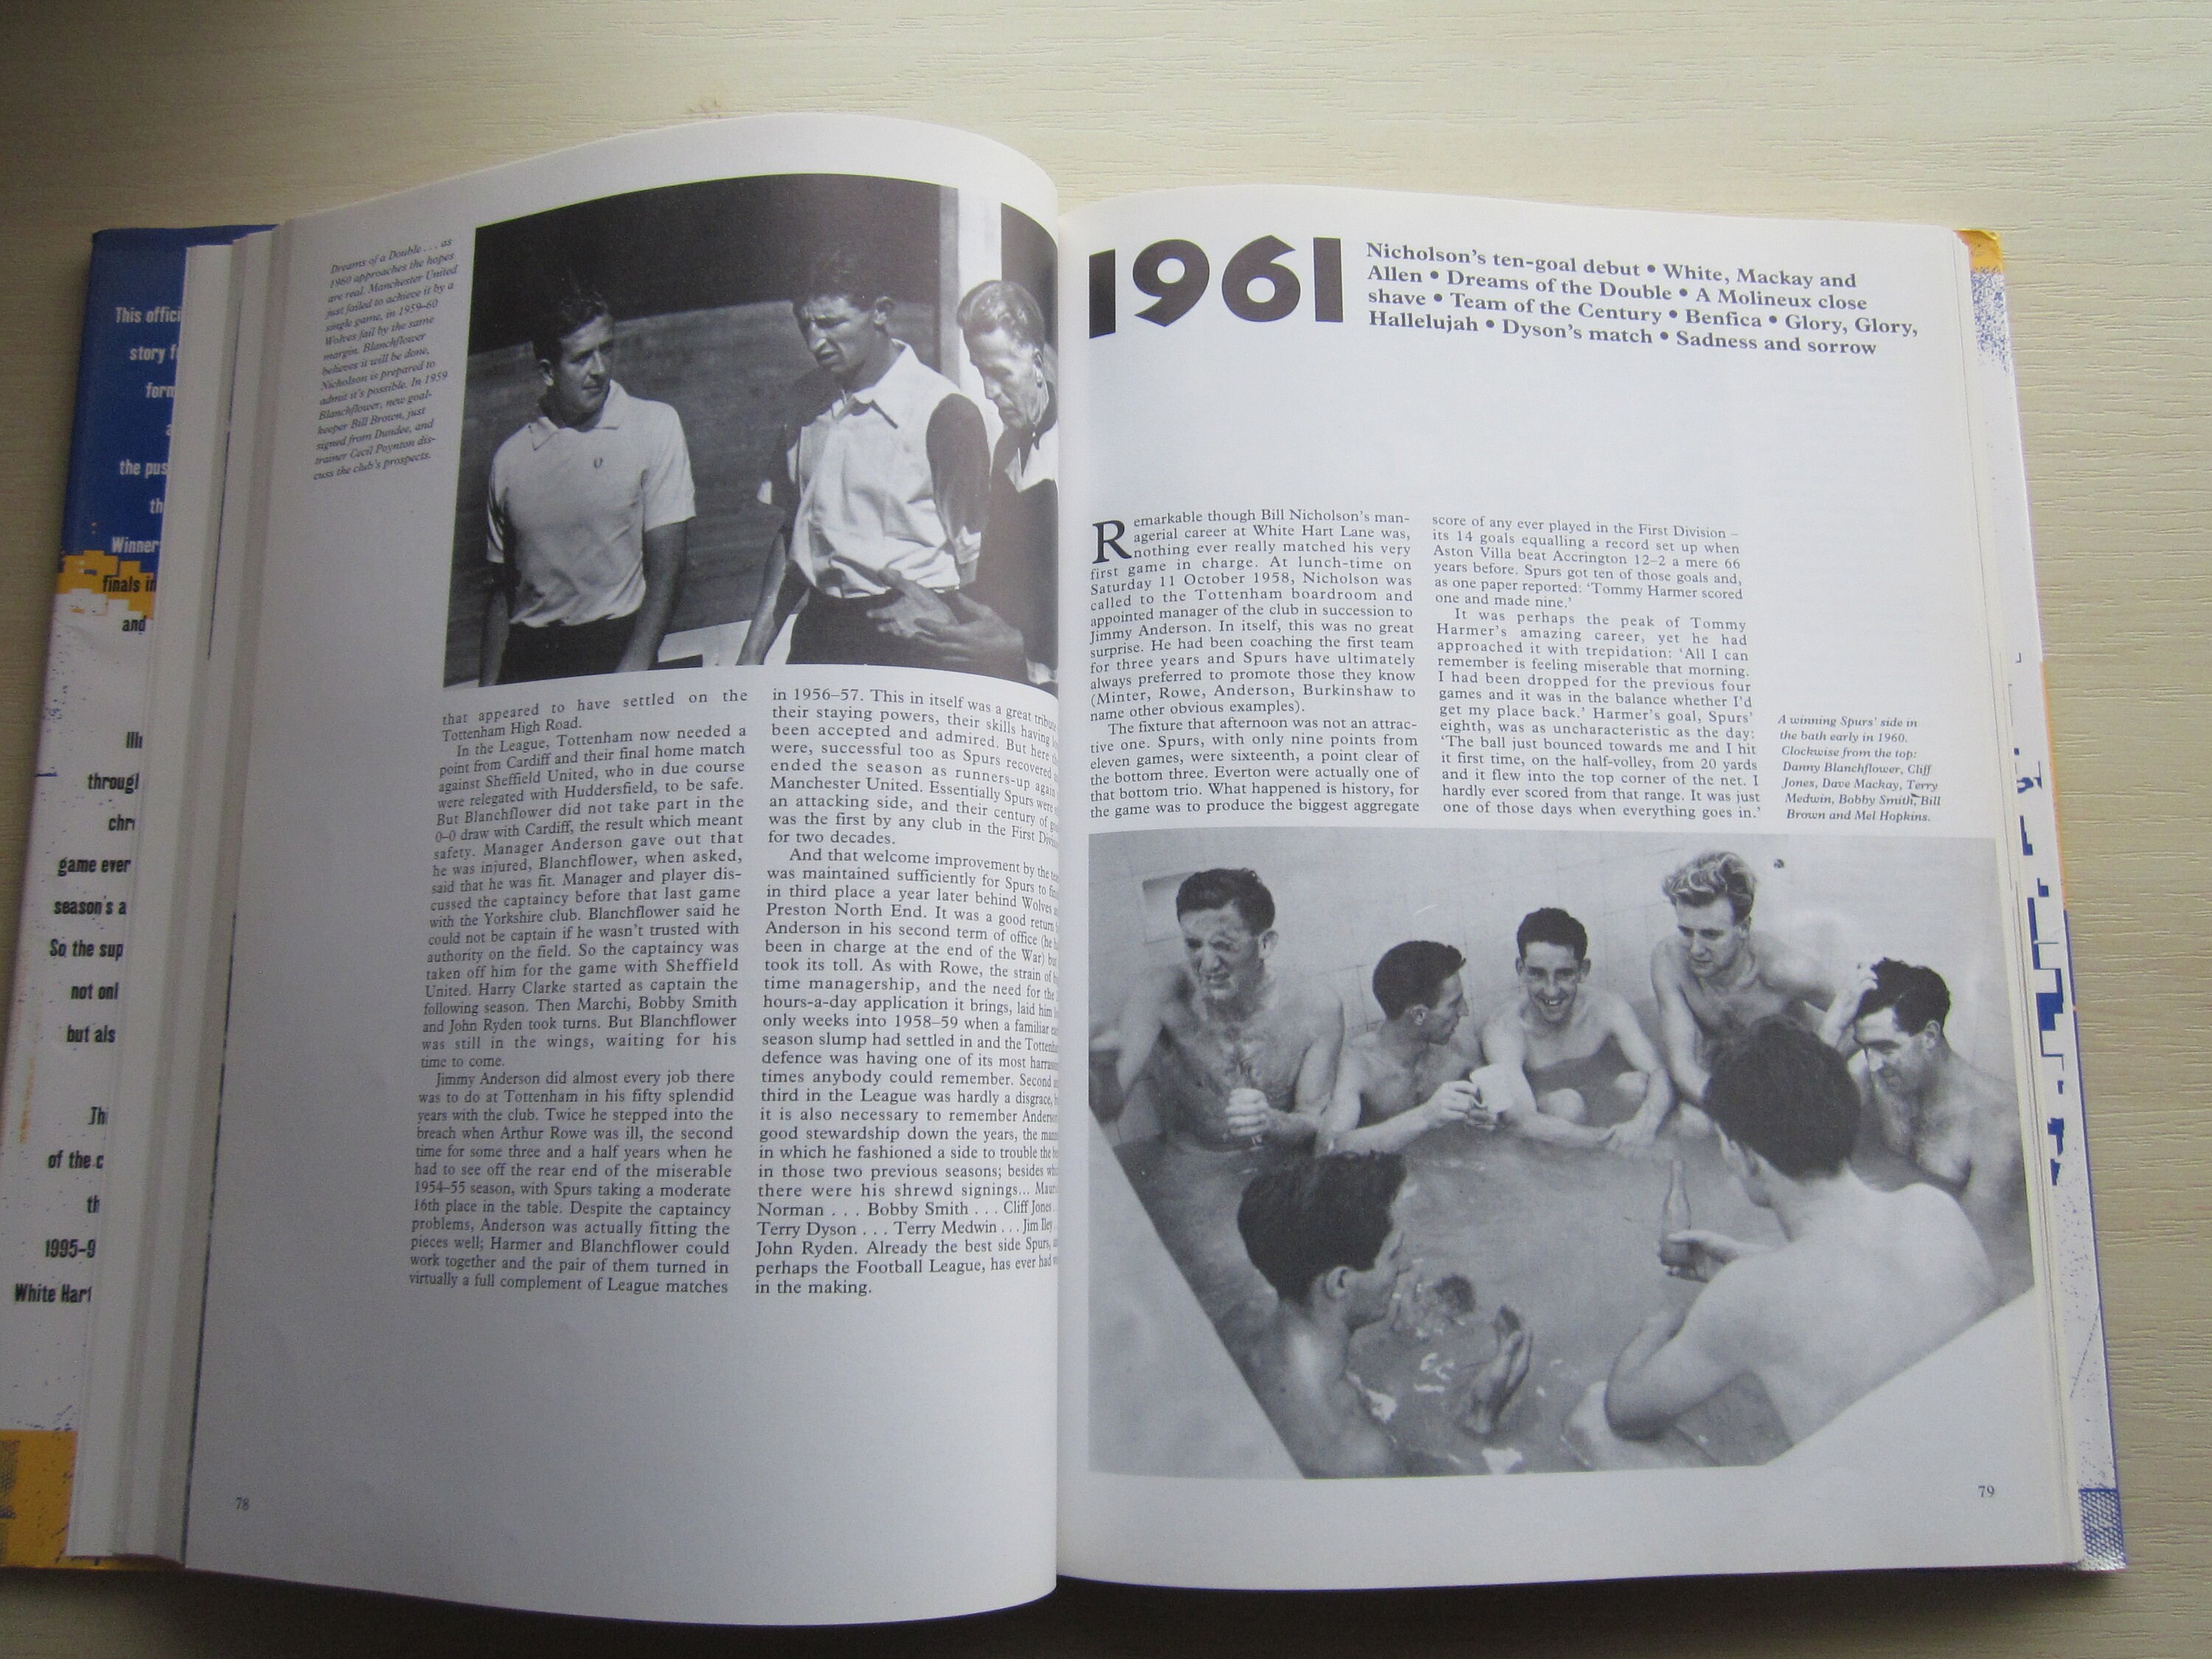 This offici
story f
form
a
the pus
th
Winner
finals in
and
Illu
througl
chr
game ever
season's a
So the sup
not onl
but als
Thi
of the c
th
1995-9
White Hart
Dreams of a Double . . . as
1960 approaches the hopes
are real. Manchester United
just failed to achieve it by a
single game, in 1959–60
Wolves fail by the same
margin. Blanchflower
believes it will be done,
Nicholson is prepared to
admit it's possible. In 1959
Blanchflower, new goal-
keeper Bill Brown, just
signed from Dundee, and
trainer Cecil Poynton dis-
cuss the club's prospects.
that appeared to have settled on the
Tottenham High Road.
In the League, Tottenham now needed a
point from Cardiff and their final home match
against Sheffield United, who in due course
were relegated with Huddersfield, to be safe.
But Blanchflower did not take part in the
0–0 draw with Cardiff, the result which meant
safety. Manager Anderson gave out that
he was injured, Blanchflower, when asked,
said that he was fit. Manager and player dis-
cussed the captaincy before that last game
with the Yorkshire club. Blanchflower said he
could not be captain if he wasn't trusted with
authority on the field. So the captaincy was
taken off him for the game with Sheffield
United. Harry Clarke started as captain the
following season. Then Marchi, Bobby Smith
and John Ryden took turns. But Blanchflower
was still in the wings, waiting for his
time to come.
Jimmy Anderson did almost every job there
was to do at Tottenham in his fifty splendid
years with the club. Twice he stepped into the
breach when Arthur Rowe was ill, the second
time for some three and a half years when he
had to see off the rear end of the miserable
1954–55 season, with Spurs taking a moderate
16th place in the table. Despite the captaincy
problems, Anderson was actually fitting the
pieces well; Harmer and Blanchflower could
work together and the pair of them turned in
virtually a full complement of League matches
in 1956–57. This in itself was a great tribute
their staying powers, their skills having
been accepted and admired. But here
were, successful too as Spurs recovered
ended the season as runners-up again
Manchester United. Essentially Spurs were
an attacking side, and their century of
was the first by any club in the First
for two decades.
And that welcome improvement by the
was maintained sufficiently for Spurs to
in third place a year later behind Wolves
Preston North End. It was a good return
Anderson in his second term of office (he
been in charge at the end of the War)
took its toll. As with Rowe, the strain of
time managership, and the need for the
hours-a-day application it brings, laid him
only weeks into 1958–59 when a familiar
season slump had settled in and the
defence was having one of its most
times anybody could remember. Second
third in the League was hardly a disgrace,
it is also necessary to remember
good stewardship down the years, the
in which he fashioned a side to trouble the
in those two previous seasons; besides
there were his shrewd signings...
Norman . . . Bobby Smith . . . Cliff Jones
Terry Dyson . . . Terry Medwin . . . Jim Iley
John Ryden. Already the best side Spurs,
perhaps the Football League, has ever had
in the making.
78
1961
Nicholson's ten-goal debut • White, Mackay and
Allen • Dreams of the Double • A Molineux close
shave • Team of the Century • Benfica • Glory, Glory,
Hallelujah • Dyson's match • Sadness and sorrow
Remarkable though Bill Nicholson's man-
agerial career at White Hart Lane was,
nothing ever really matched his very
first game in charge. At lunch-time on
Saturday 11 October 1958, Nicholson was
called to the Tottenham boardroom and
appointed manager of the club in succession to
Jimmy Anderson. In itself, this was no great
surprise. He had been coaching the first team
for three years and Spurs have ultimately
always preferred to promote those they know
(Minter, Rowe, Anderson, Burkinshaw to
name other obvious examples).
The fixture that afternoon was not an attrac-
tive one. Spurs, with only nine points from
eleven games, were sixteenth, a point clear of
the bottom three. Everton were actually one of
that bottom trio. What happened is history, for
the game was to produce the biggest aggregate
score of any ever played in the First Division –
its 14 goals equalling a record set up when
Aston Villa beat Accrington 12–2 a mere 66
years before. Spurs got ten of those goals and,
as one paper reported: 'Tommy Harmer scored
one and made nine.'
It was perhaps the peak of Tommy
Harmer's amazing career, yet he had
approached it with trepidation: 'All I can
remember is feeling miserable that morning.
I had been dropped for the previous four
games and it was in the balance whether I'd
get my place back.' Harmer's goal, Spurs'
eighth, was as uncharacteristic as the day:
'The ball just bounced towards me and I hit
it first time, on the half-volley, from 20 yards
and it flew into the top corner of the net. I
hardly ever scored from that range. It was just
one of those days when everything goes in.'
A winning Spurs' side in
the bath early in 1960.
Clockwise from the top:
Danny Blanchflower, Cliff
Jones, Dave Mackay, Terry
Medwin, Bobby Smith, Bill
Brown and Mel Hopkins.
79